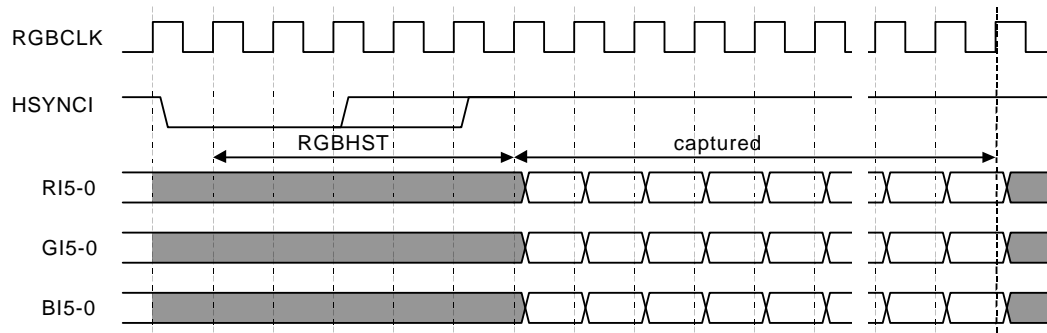 RGBCLK
HSYNCI
RGBHST captured
RI5-0
GI5-0
BI5-0